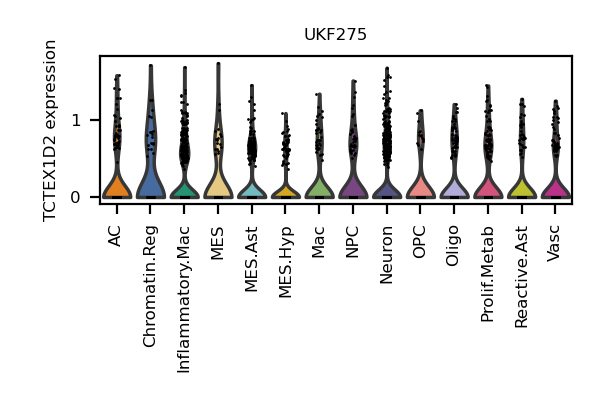 UKF275
TCTEX1D2 expression
1
0
AC
Chromatin.Reg
Inflammatory.Mac
MES
MES.Ast
MES.Hyp
Mac
NPC
Neuron
OPC
Oligo
Prolif.Metab
Reactive.Ast
Vasc